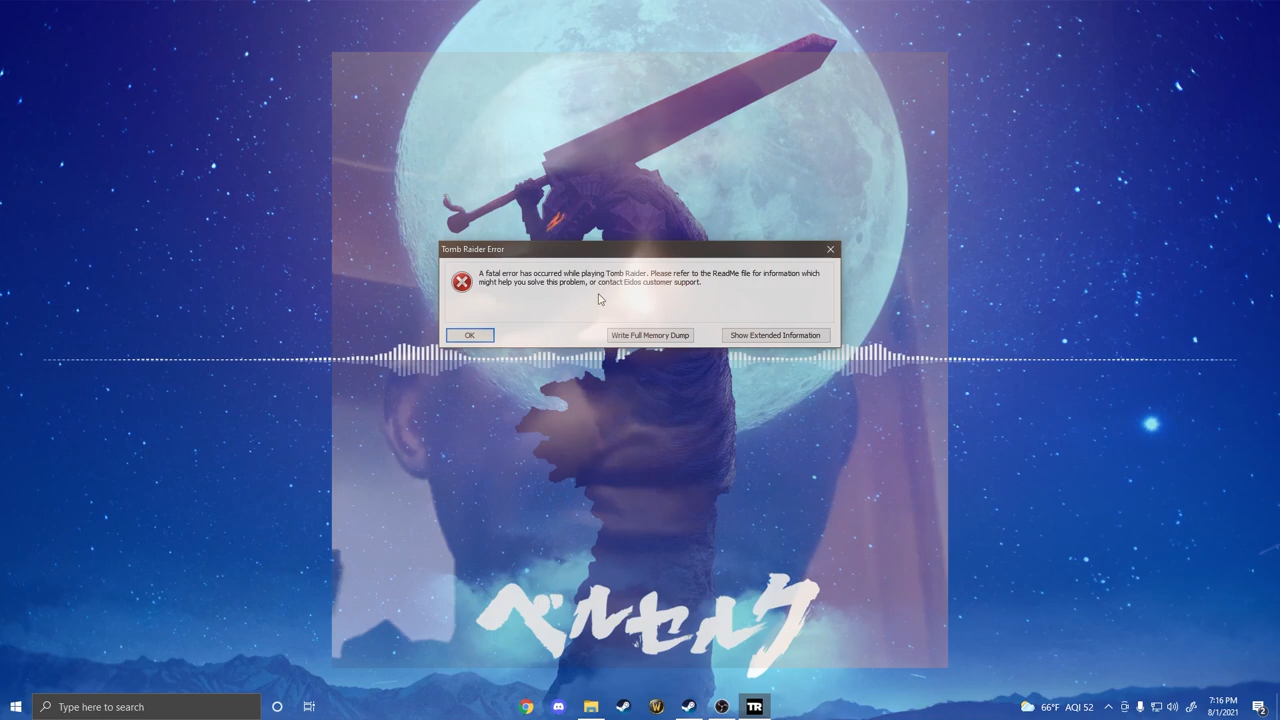 Tomb Raider Error
A fatal error has occurred while playing Tomb Raider. Please refer to the ReadMe file for information which
might help you solve this problem, or contact Eidos customer support.
OK
Write Full Memory Dump
Show Extended Information
ベルセルク
Type here to search
W
TR
66°F AQI 52
7:16 PM
8/1/2021
2